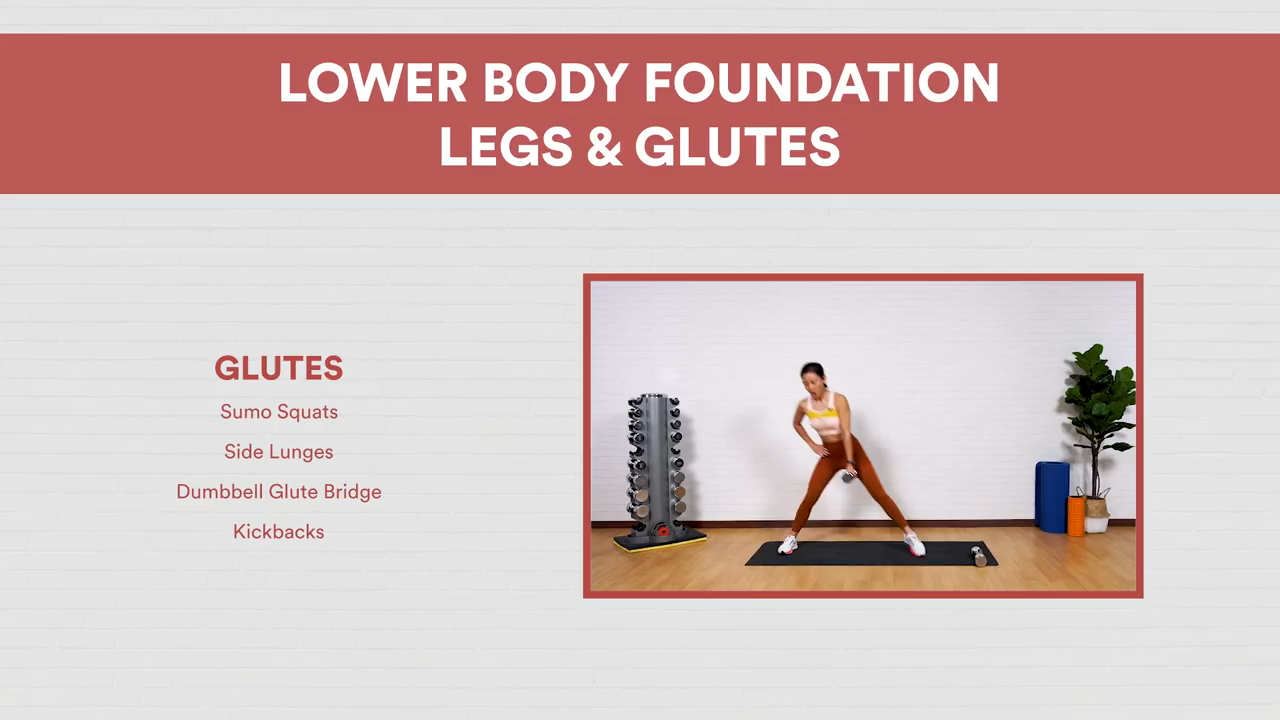 LOWER BODY FOUNDATION
LEGS & GLUTES
GLUTES
Sumo Squats
Side Lunges
Dumbbell Glute Bridge
Kickbacks